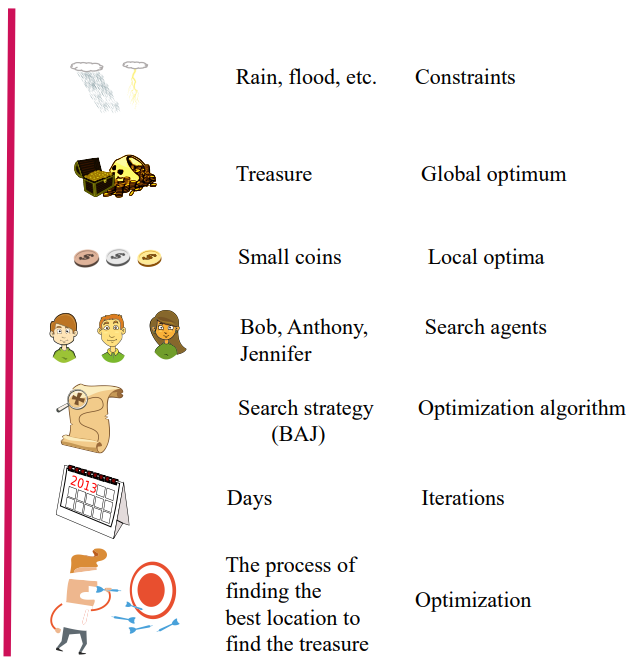 Rain, flood, etc. Constraints
Treasure Global optimum
Small coins Local optima
Bob, Anthony, Search agents
Jennifer
Search strategy Optimization algorithm
(BAJ)
2013
Days Iterations
The process of
finding the
best location to Optimization
find the treasure